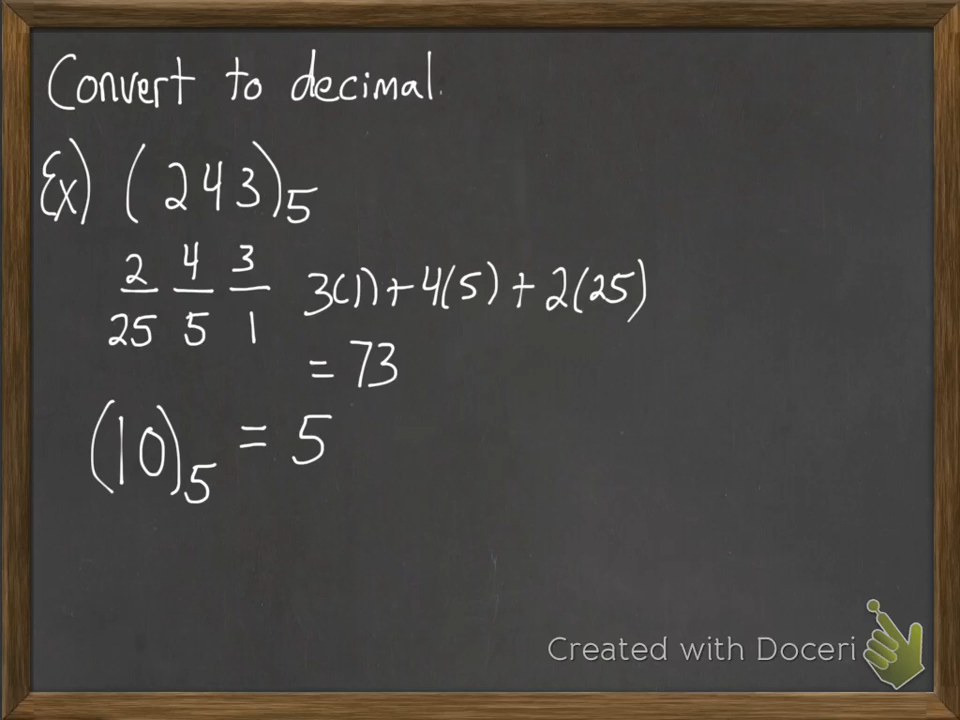 Convert to decimal.
Ex) (243)5
2 4 3
25 5 1
3(1) + 4(5) + 2(25)
= 73
(10)5 = 5
Created with Doceri